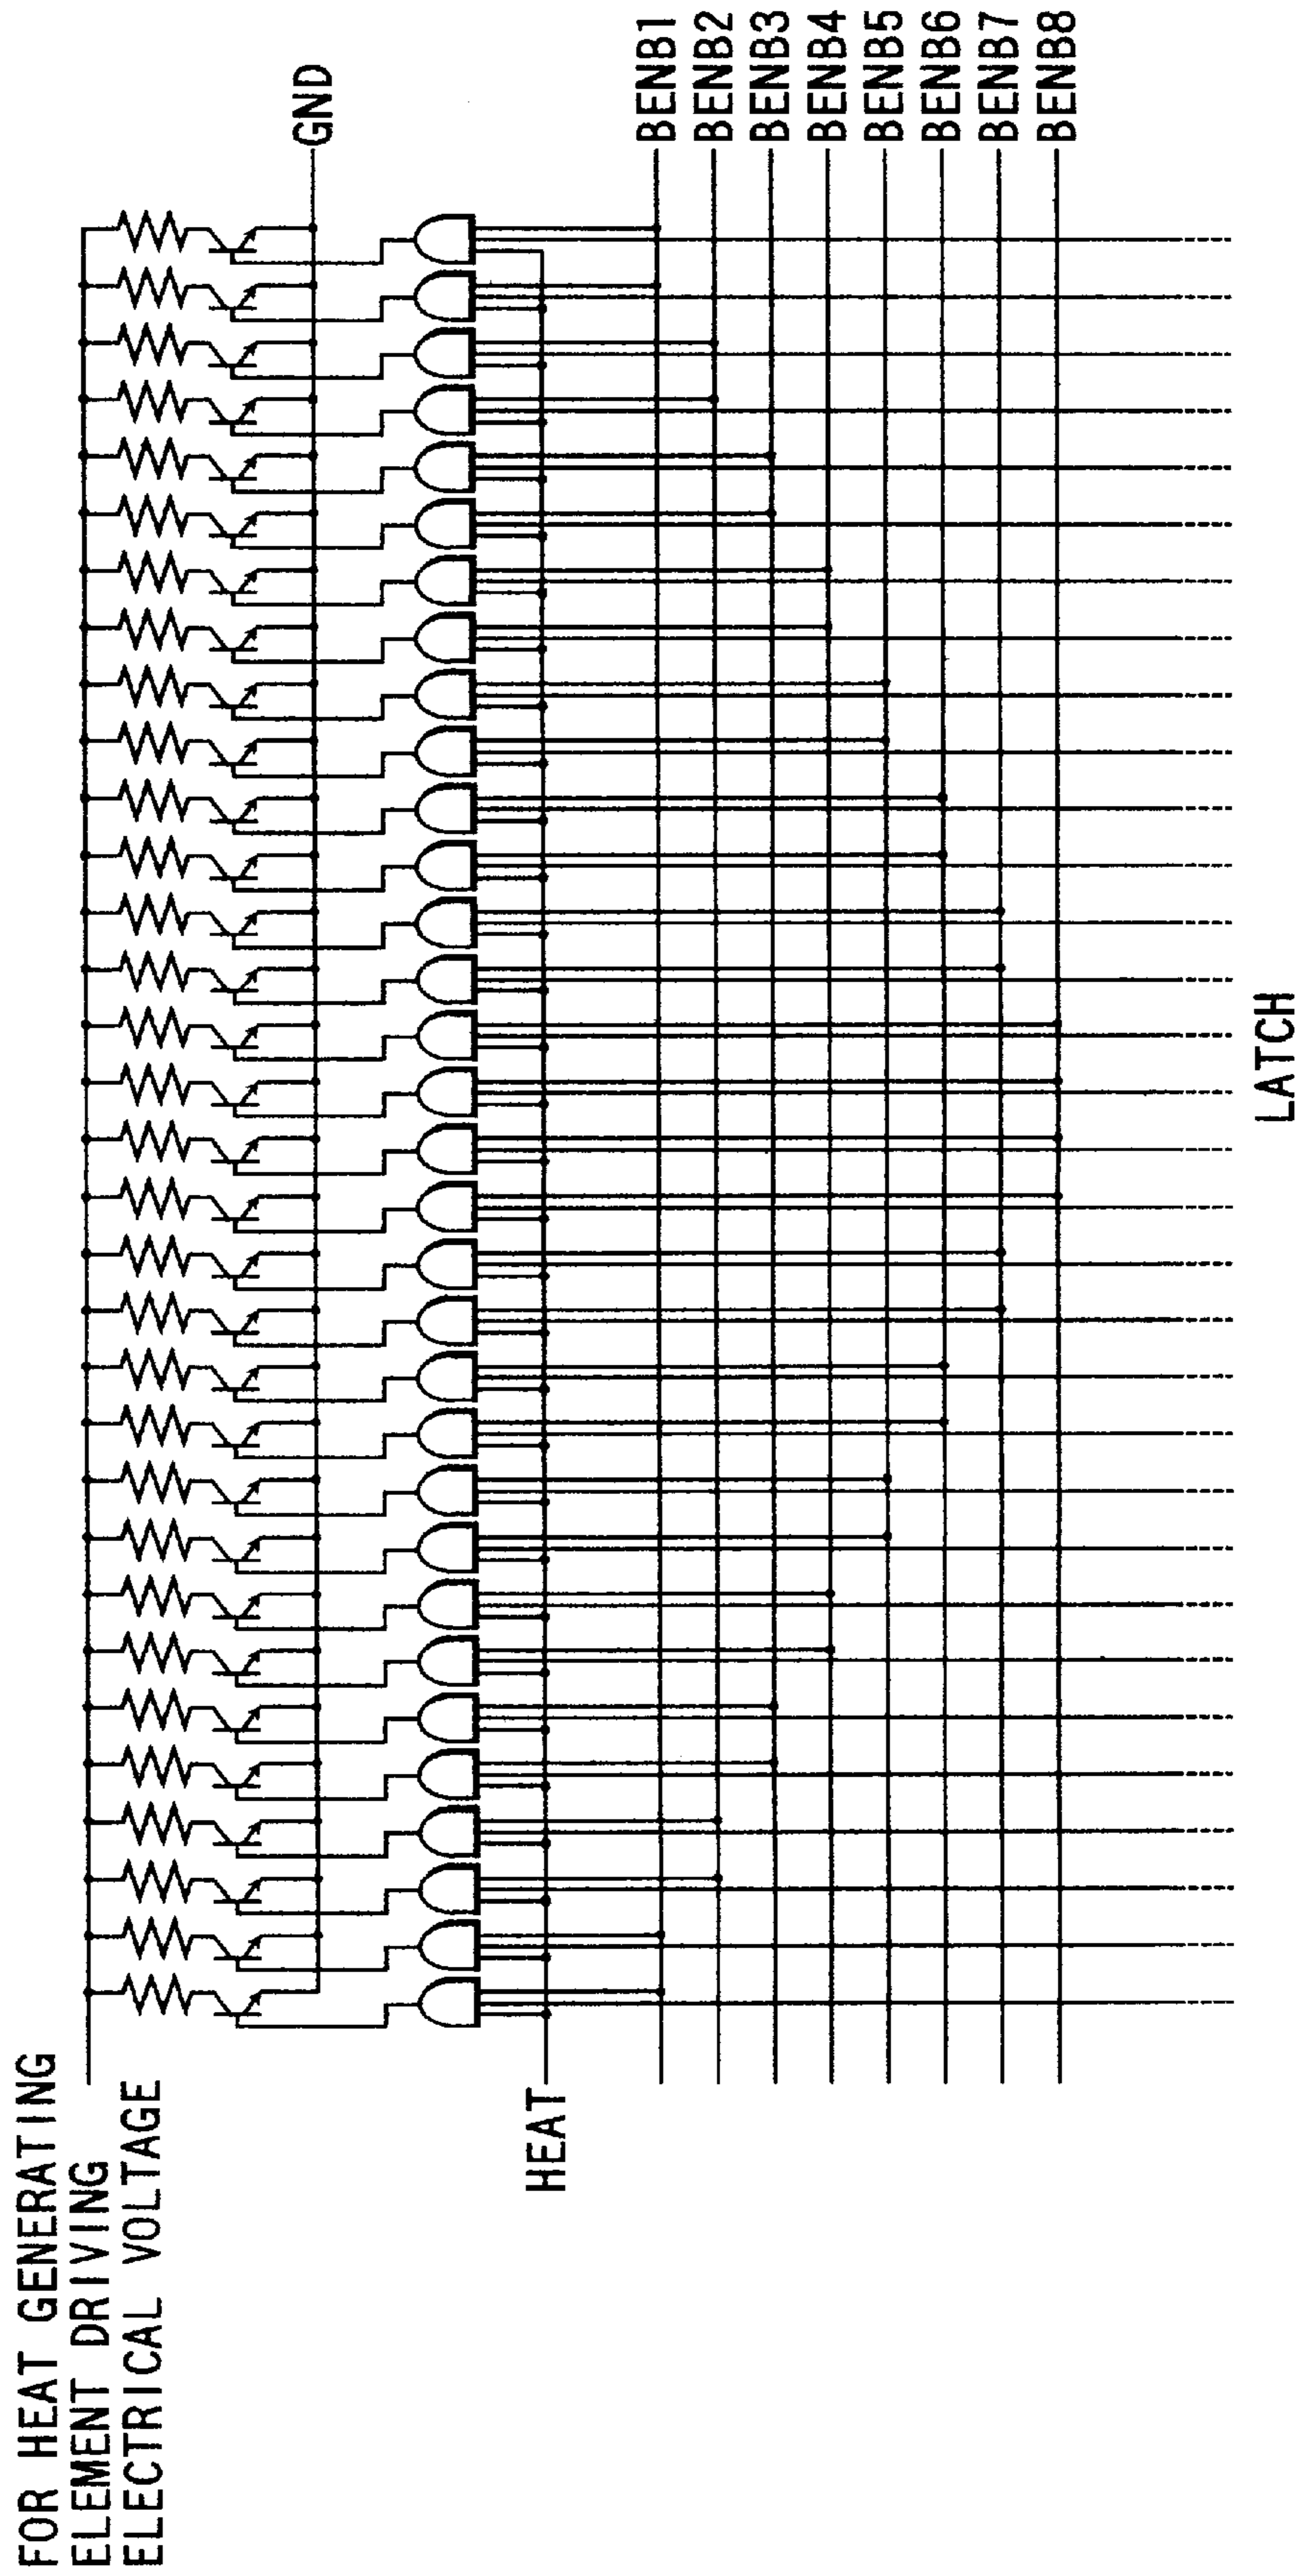 FOR HEAT GENERATING
ELEMENT DRIVING
ELECTRICAL VOLTAGE
GND
HEAT
BENB1
BENB2
BENB3
BENB4
BENB5
BENB6
BENB7
BENB8
LATCH